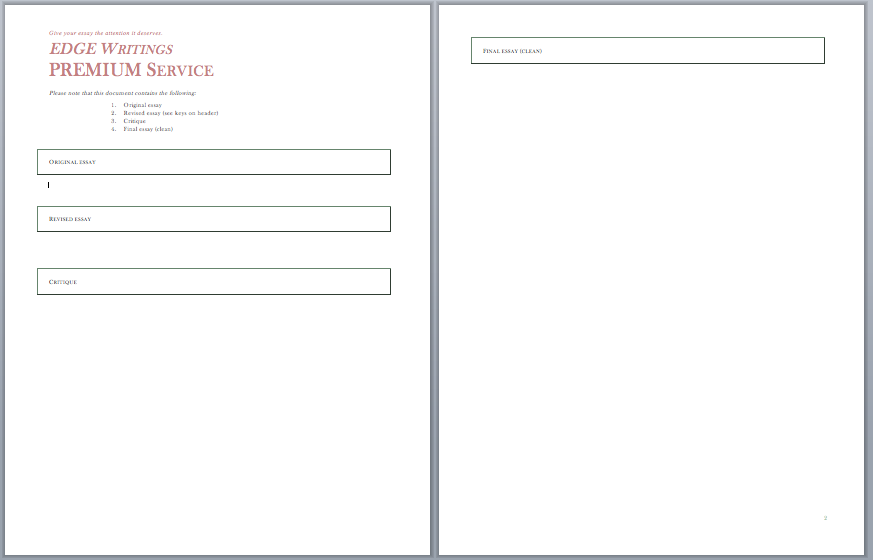 Give your essay the attention it deserves.
EDGE WRITINGS
PREMIUM SERVICE
Please note that this document contains the following:
1. Original essay
2. Revised essay (see keys on header)
3. Critique
4. Final essay (clean)
ORIGINAL ESSAY
REVISED ESSAY
CRITIQUE
FINAL ESSAY (CLEAN)
2